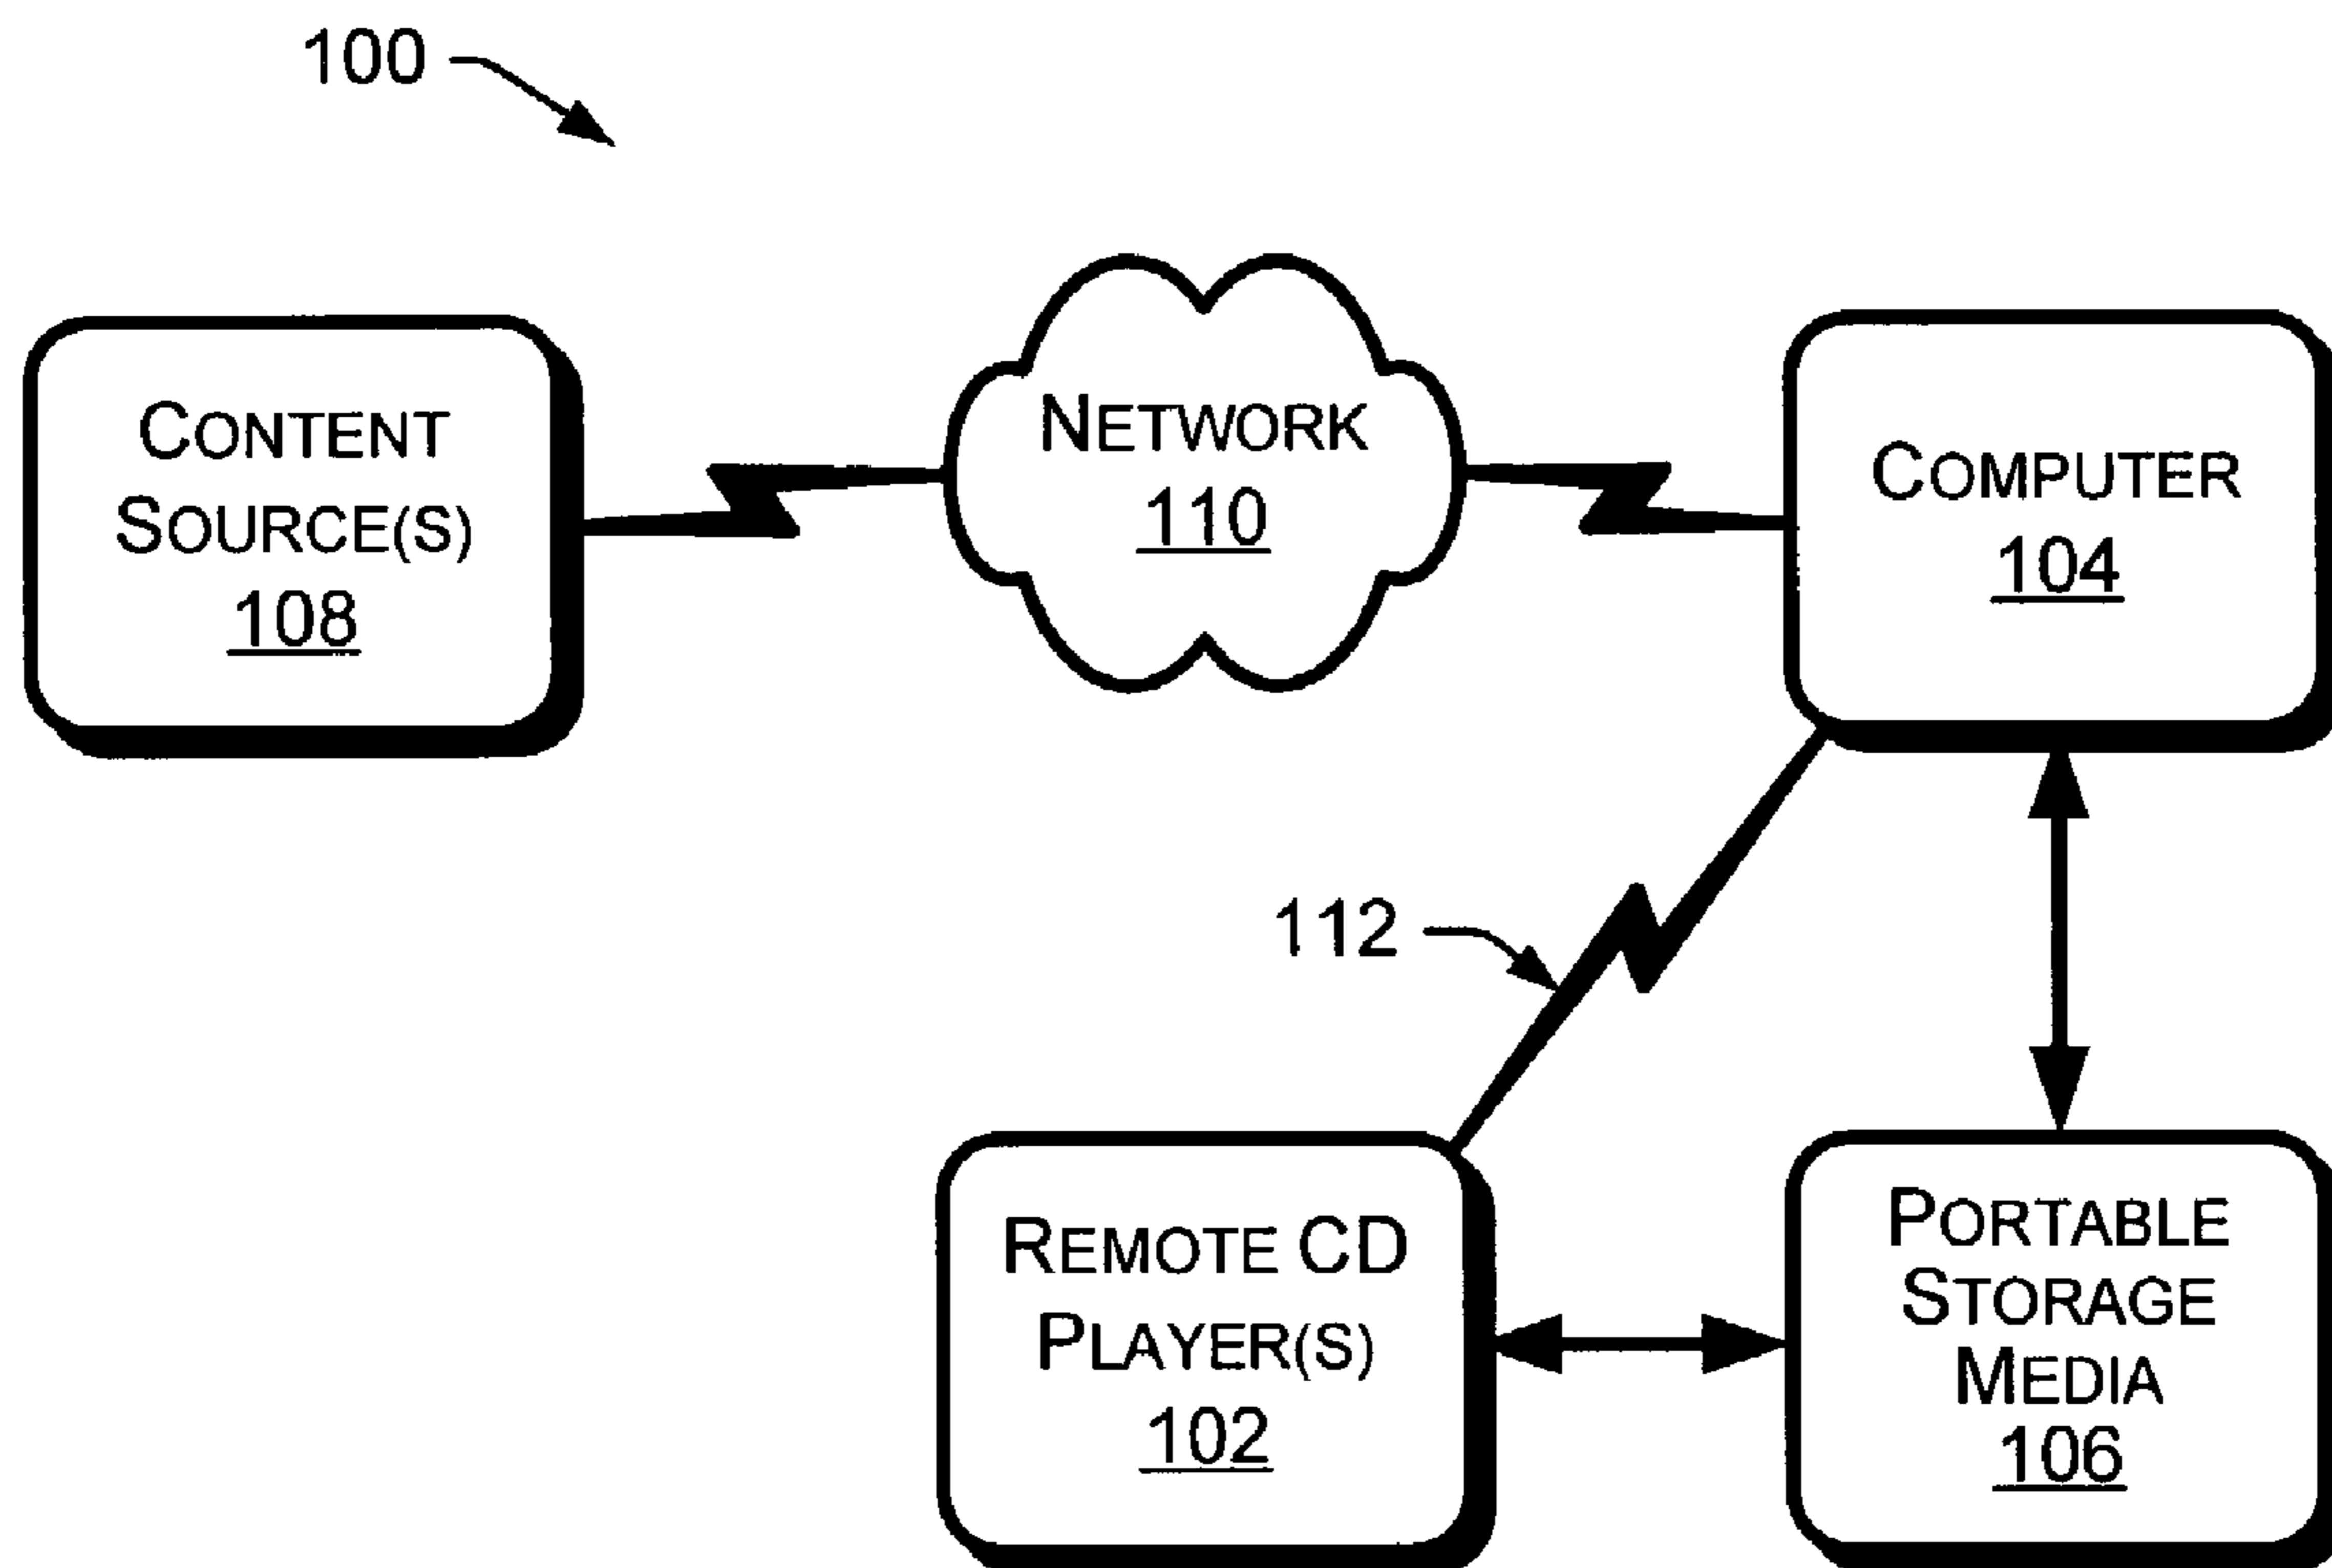 100
CONTENT
SOURCE(S)
108
NETWORK
110
COMPUTER
104
112
REMOTE CD
PLAYER(S)
102
PORTABLE
STORAGE
MEDIA
106